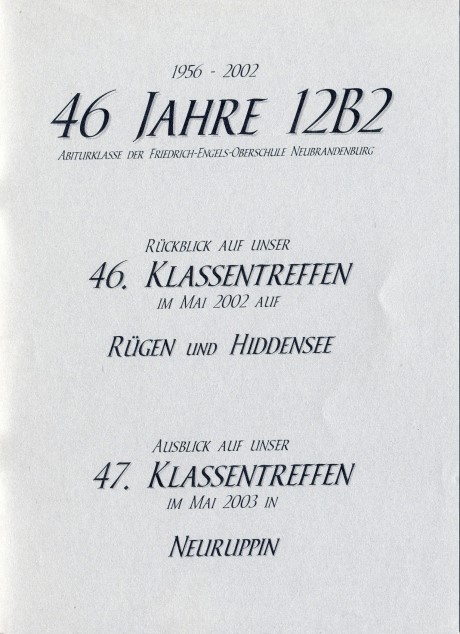 1956 - 2002
46 Jahre 12B2
Abiturklasse der Friedrich-Engels-Oberschule Neubrandenburg
Rückblick auf unser
46. Klassentreffen
im Mai 2002 auf
Rügen und Hiddensee
Ausblick auf unser
47. Klassentreffen
im Mai 2003 in
Neuruppin